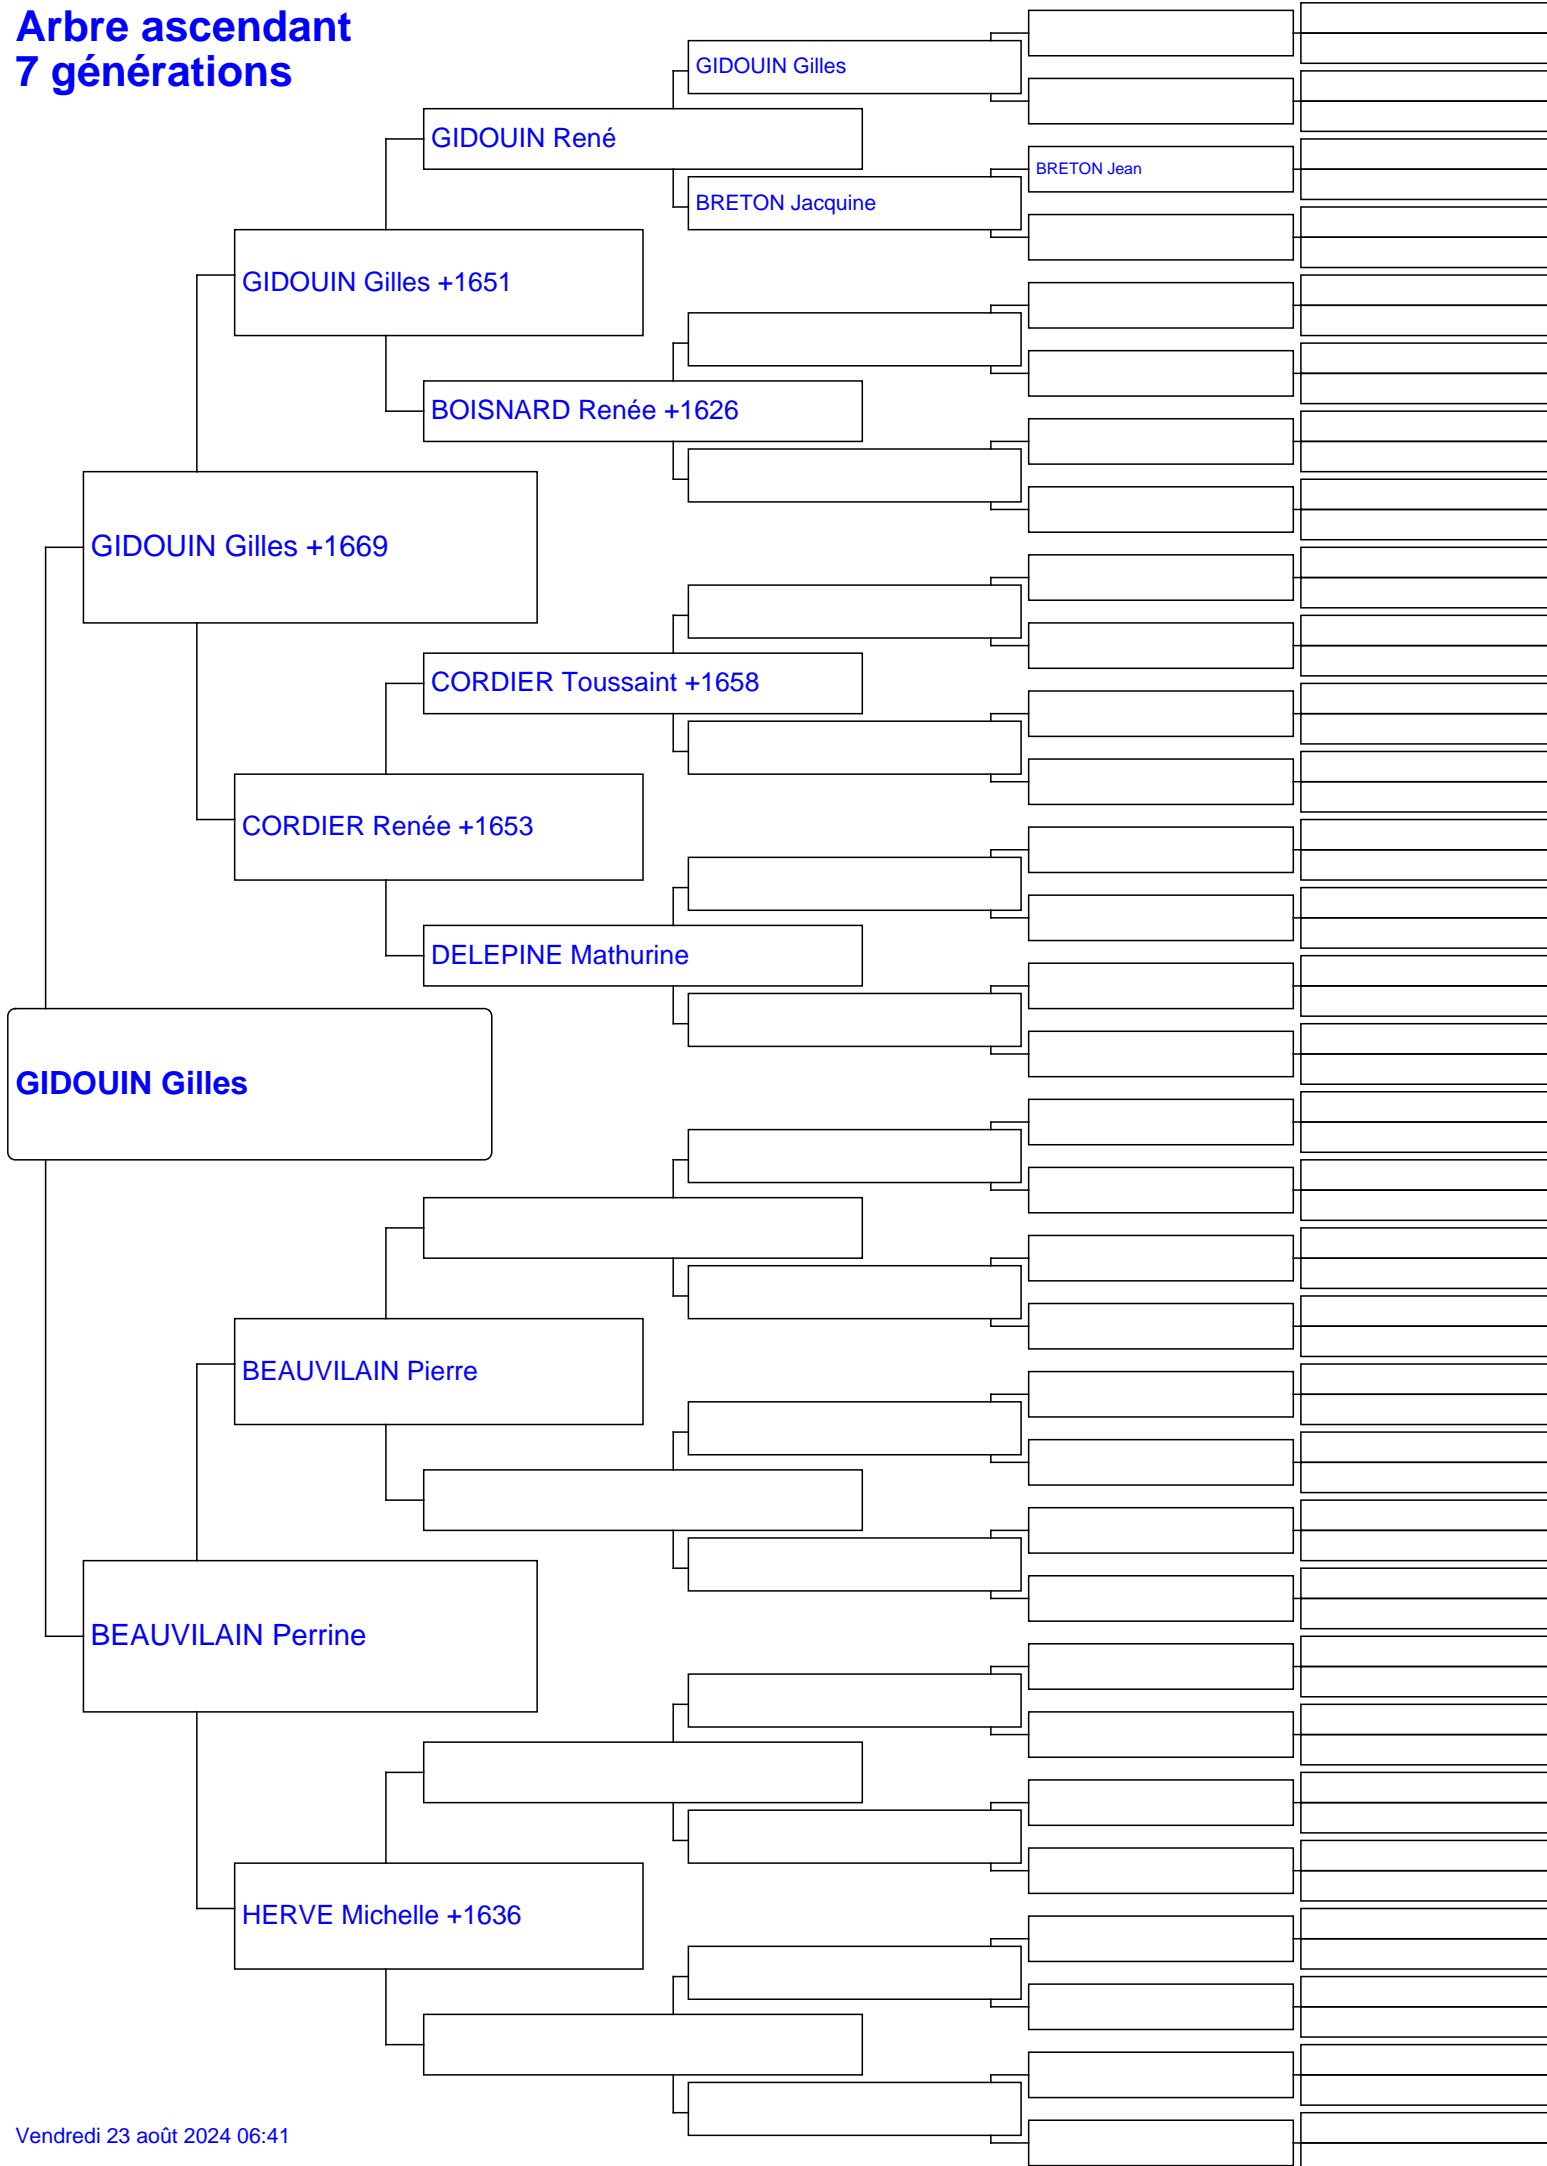 Arbre ascendant
7 générations
GIDOUIN Gilles
GIDOUIN René
BRETON Jean
BRETON Jacquine
GIDOUIN Gilles +1651
BOISNARD Renée +1626
GIDOUIN Gilles +1669
CORDIER Toussaint +1658
CORDIER Renée +1653
DELEPINE Mathurine
GIDOUIN Gilles
BEAUVILAIN Pierre
BEAUVILAIN Perrine
HERVE Michelle +1636
Vendredi 23 août 2024 06:41